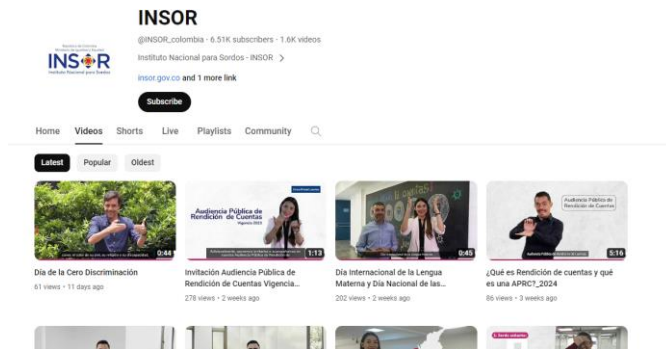 INSOR
@INSOR_colombia · 6.51K subscribers · 1.6K videos
Instituto Nacional para Sordos - INSOR >
insor.gov.co and 1 more link
Subscribe
INSOR
Instituto Nacional para Sordos
Home Videos Shorts Live Playlists Community
Latest Popular Oldest
0:44
Audiencia Pública de
Rendición de Cuentas
1:13
0:45
Audiencia Pública de
Rendición de Cuentas
5:16
Día de la Cero Discriminación
61 views · 11 days ago
Invitación Audiencia Pública de
Rendición de Cuentas Vigencia...
278 views · 2 weeks ago
Día Internacional de la Lengua
Materna y Día Nacional de las...
202 views · 2 weeks ago
¿Qué es Rendición de cuentas y qué
es una APRC?_2024
86 views · 3 weeks ago